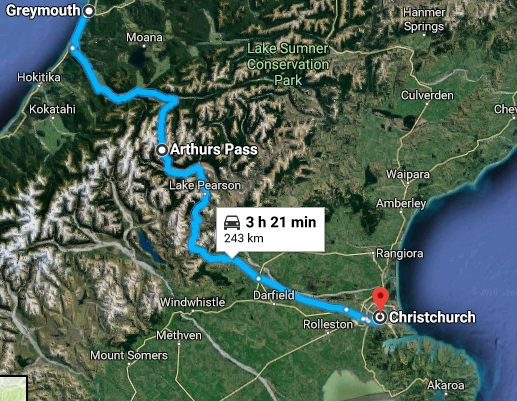 Greymouth
Moana
Hanmer
Springs
Lake Sumner
Conservation
Park
Hokitika
Kokatahi
Culverden
Arthurs Pass
Lake Pearson
Waipara
Amberley
3 h 21 min
243 km
Rangiora
Windwhistle
Darfield
Christchurch
Rolleston
Methven
Mount Somers
Akaroa